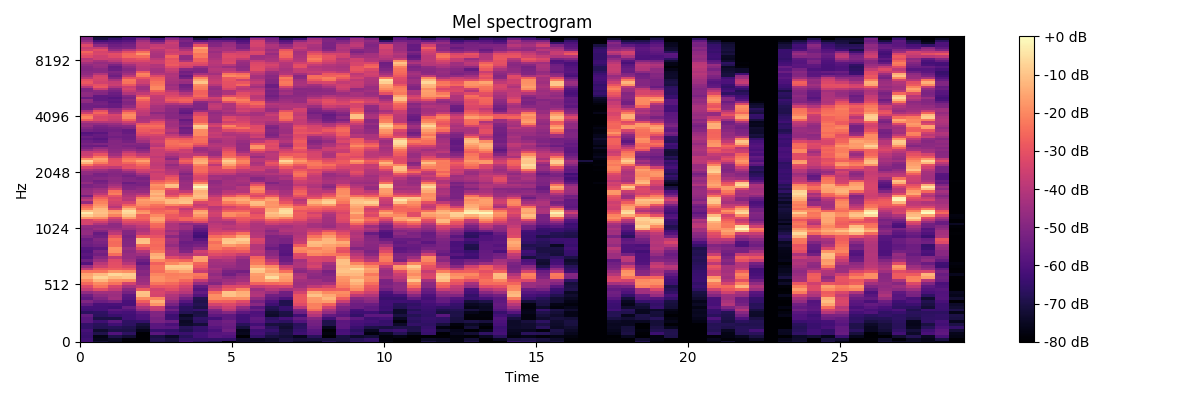 Mel spectrogram
Hz
8192
4096
2048
1024
512
0
0 5 10 15 20 25
Time
+0 dB
-10 dB
-20 dB
-30 dB
-40 dB
-50 dB
-60 dB
-70 dB
-80 dB